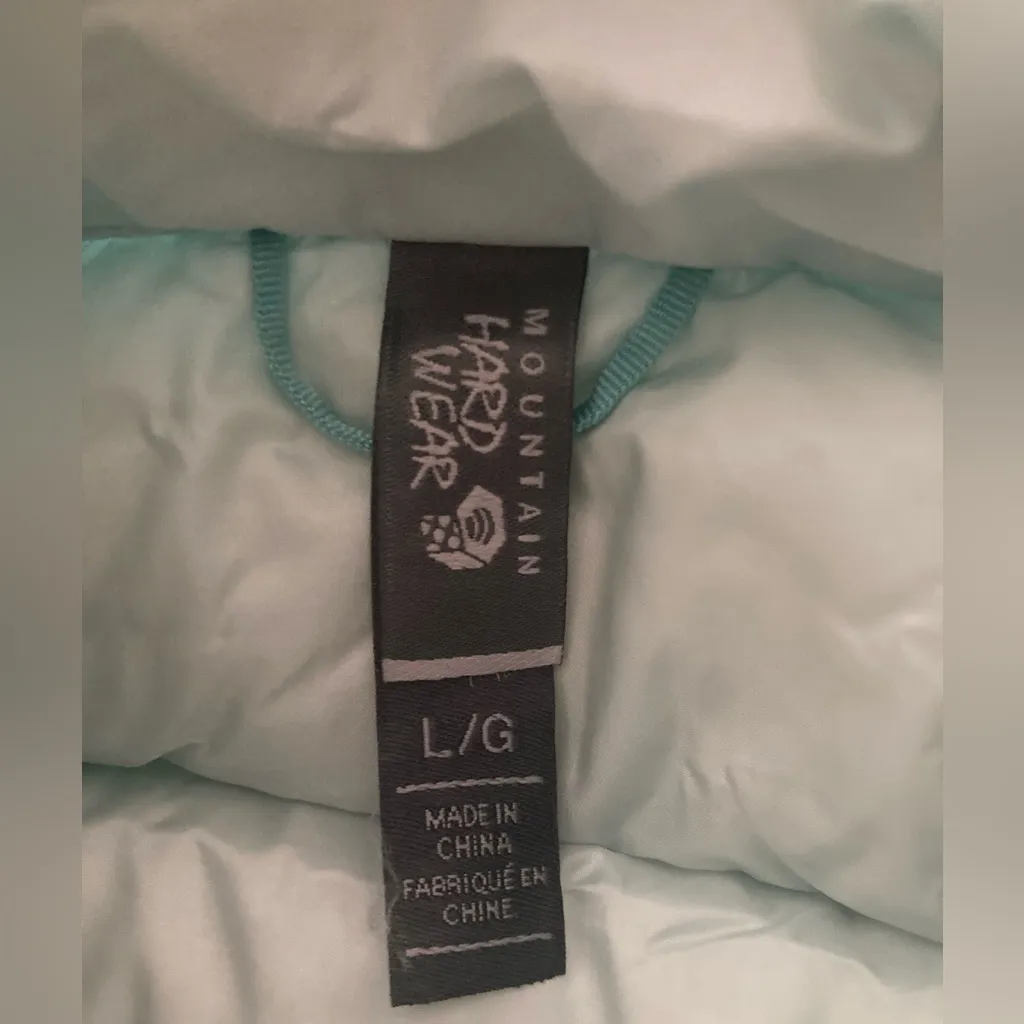 MOUNTAIN
HARD
WEAR
L/G
MADE IN
CHINA
FABRIQUÉ EN
CHINE